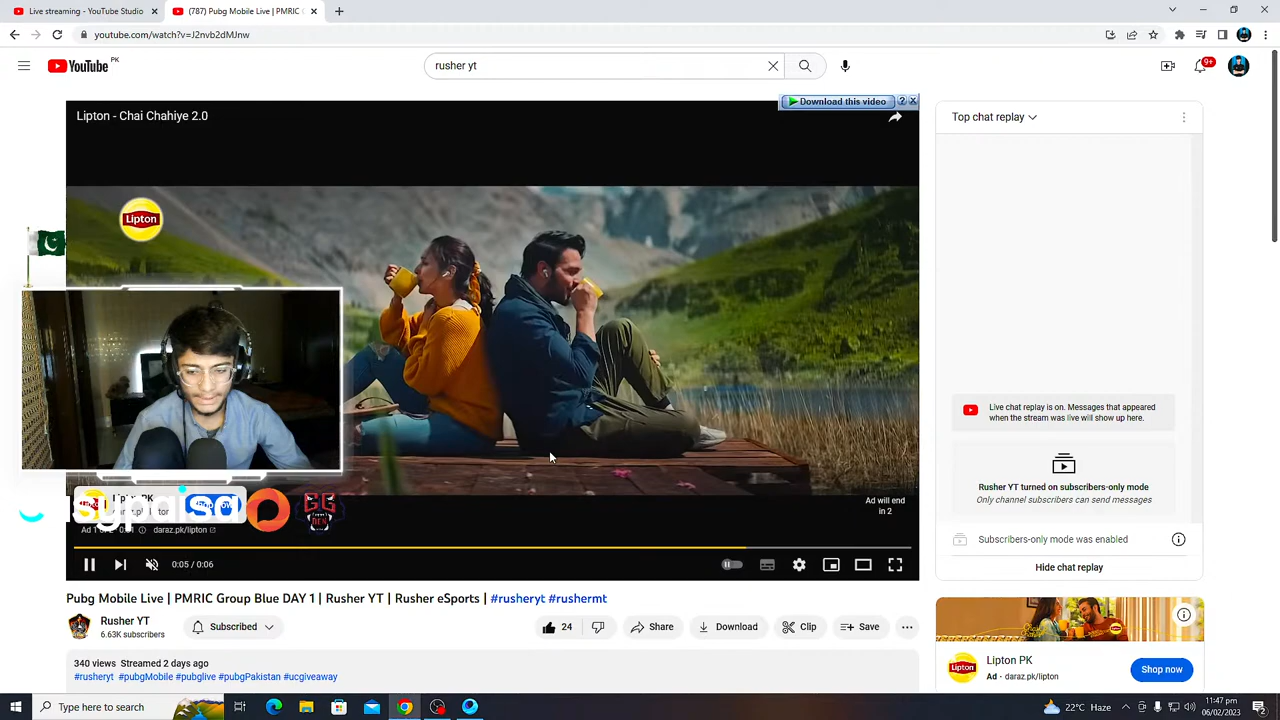 Live streaming - YouTube Studio
(787) Pubg Mobile Live | PMRIC G
youtube.com/watch?v=J2nvb2dMJnw
YouTube PK
rusher yt
9+
Download this video
?
Lipton - Chai Chahiye 2.0
Lipton
Ad will end
in 2
daraz.pk/lipton
0:05 / 0:06
Pubg Mobile Live | PMRIC Group Blue DAY 1 | Rusher YT | Rusher eSports | #rusheryt #rushermt
Rusher YT
6.63K subscribers
Subscribed
24
Share
Download
Clip
Save
340 views Streamed 2 days ago
#rusheryt #pubgMobile #pubglive #pubgPakistan #ucgiveaway
Top chat replay
Live chat replay is on. Messages that appeared
when the stream was live will show up here.
Rusher YT turned on subscribers-only mode
Only channel subscribers can send messages
Subscribers-only mode was enabled
Hide chat replay
Lipton PK
Ad · daraz.pk/lipton
Shop now
Type here to search
22°C Haze
11:47 pm
06/02/2023
2